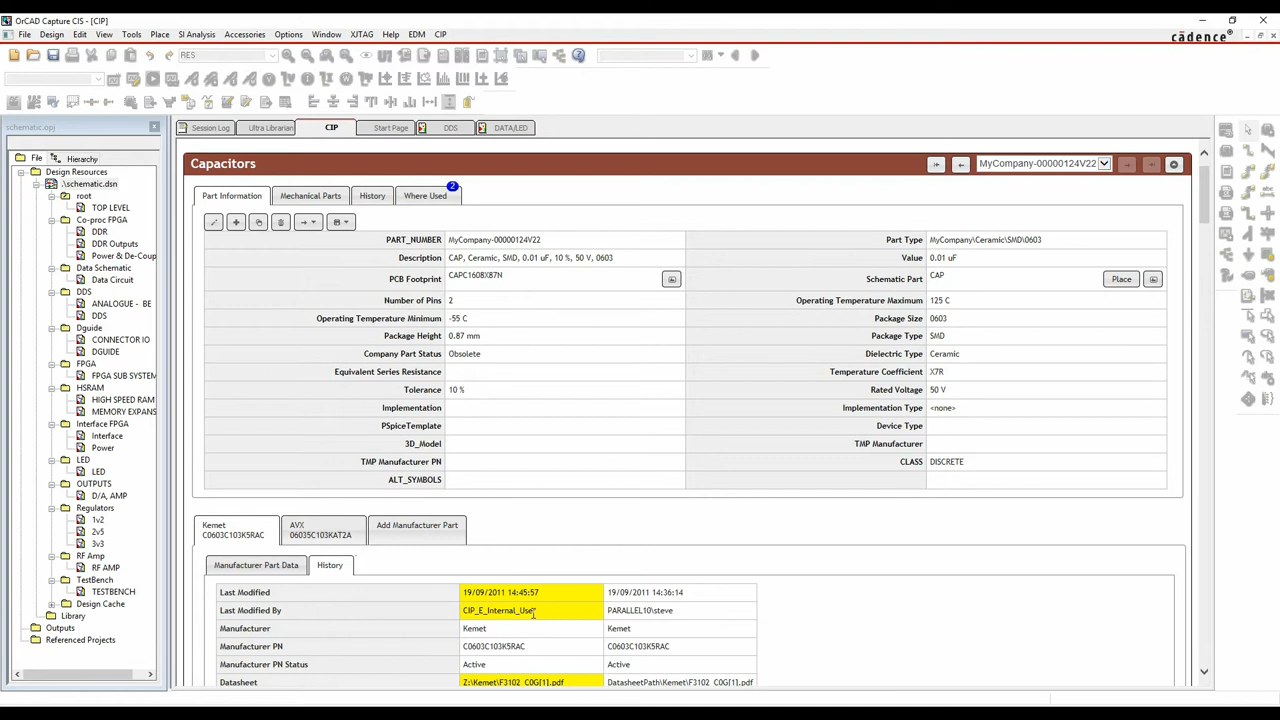 OrCAD Capture CIS - [CIP]
File Design Edit View Tools Place SI Analysis Accessories Options Window XJTAG Help EDM CIP
cādence®
RES
schematic.opj
Session Log Ultra Librarian CIP Start Page DDS DATA/LED
File Hierarchy
Design Resources
.\schematic.dsn
root
TOP LEVEL
Co-proc FPGA
DDR
DDR Outputs
Power & De-Coup
Data Schematic
Data Circuit
DDS
ANALOGUE - BE
DDS
Dguide
CONNECTOR IO
DGUIDE
FPGA
FPGA SUB SYSTEM
HSRAM
HIGH SPEED RAM
MEMORY EXPANS
Interface FPGA
Interface
Power
LED
LED
OUTPUTS
D/A, AMP
Regulators
1v2
2v5
3v3
RF Amp
RF AMP
TestBench
TESTBENCH
Design Cache
Library
Outputs
Referenced Projects
Capacitors
MyCompany-00000124V22
Part Information Mechanical Parts History Where Used 2
PART_NUMBER MyCompany-00000124V22 Part Type MyCompany\Ceramic\SMD\0603
Description CAP, Ceramic, SMD, 0.01 uF, 10 %, 50 V, 0603 Value 0.01 uF
PCB Footprint CAPC1608X87N Schematic Part CAP Place
Number of Pins 2 Operating Temperature Maximum 125 C
Operating Temperature Minimum -55 C Package Size 0603
Package Height 0.87 mm Package Type SMD
Company Part Status Obsolete Dielectric Type Ceramic
Equivalent Series Resistance Temperature Coefficient X7R
Tolerance 10 % Rated Voltage 50 V
Implementation Implementation Type <none>
PSpiceTemplate Device Type
3D_Model TMP Manufacturer
TMP Manufacturer PN CLASS DISCRETE
ALT_SYMBOLS
Kemet
C0603C103K5RAC
AVX
06035C103KAT2A
Add Manufacturer Part
Manufacturer Part Data History
Last Modified 19/09/2011 14:45:57 19/09/2011 14:36:14
Last Modified By CIP_E_Internal_User PARALLEL10\steve
Manufacturer Kemet Kemet
Manufacturer PN C0603C103K5RAC C0603C103K5RAC
Manufacturer PN Status Active Active
Datasheet Z:\Kemet\F3102_C0G[1].pdf DatasheetPath\Kemet\F3102_C0G[1].pdf